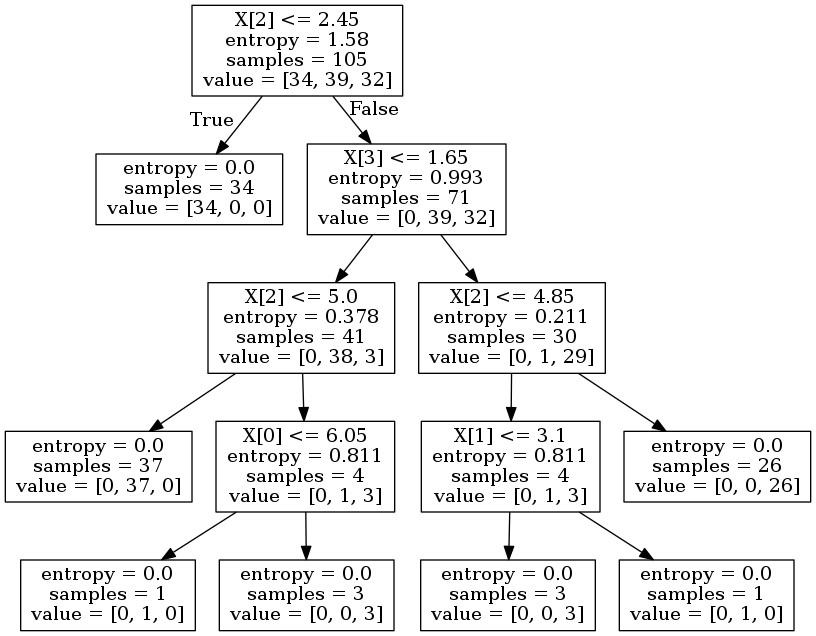 X[2] <= 2.45
entropy = 1.58
samples = 105
value = [34, 39, 32]
True
False
entropy = 0.0
samples = 34
value = [34, 0, 0]
X[3] <= 1.65
entropy = 0.993
samples = 71
value = [0, 39, 32]
X[2] <= 5.0
entropy = 0.378
samples = 41
value = [0, 38, 3]
X[2] <= 4.85
entropy = 0.211
samples = 30
value = [0, 1, 29]
entropy = 0.0
samples = 37
value = [0, 37, 0]
X[0] <= 6.05
entropy = 0.811
samples = 4
value = [0, 1, 3]
X[1] <= 3.1
entropy = 0.811
samples = 4
value = [0, 1, 3]
entropy = 0.0
samples = 26
value = [0, 0, 26]
entropy = 0.0
samples = 1
value = [0, 1, 0]
entropy = 0.0
samples = 3
value = [0, 0, 3]
entropy = 0.0
samples = 3
value = [0, 0, 3]
entropy = 0.0
samples = 1
value = [0, 1, 0]